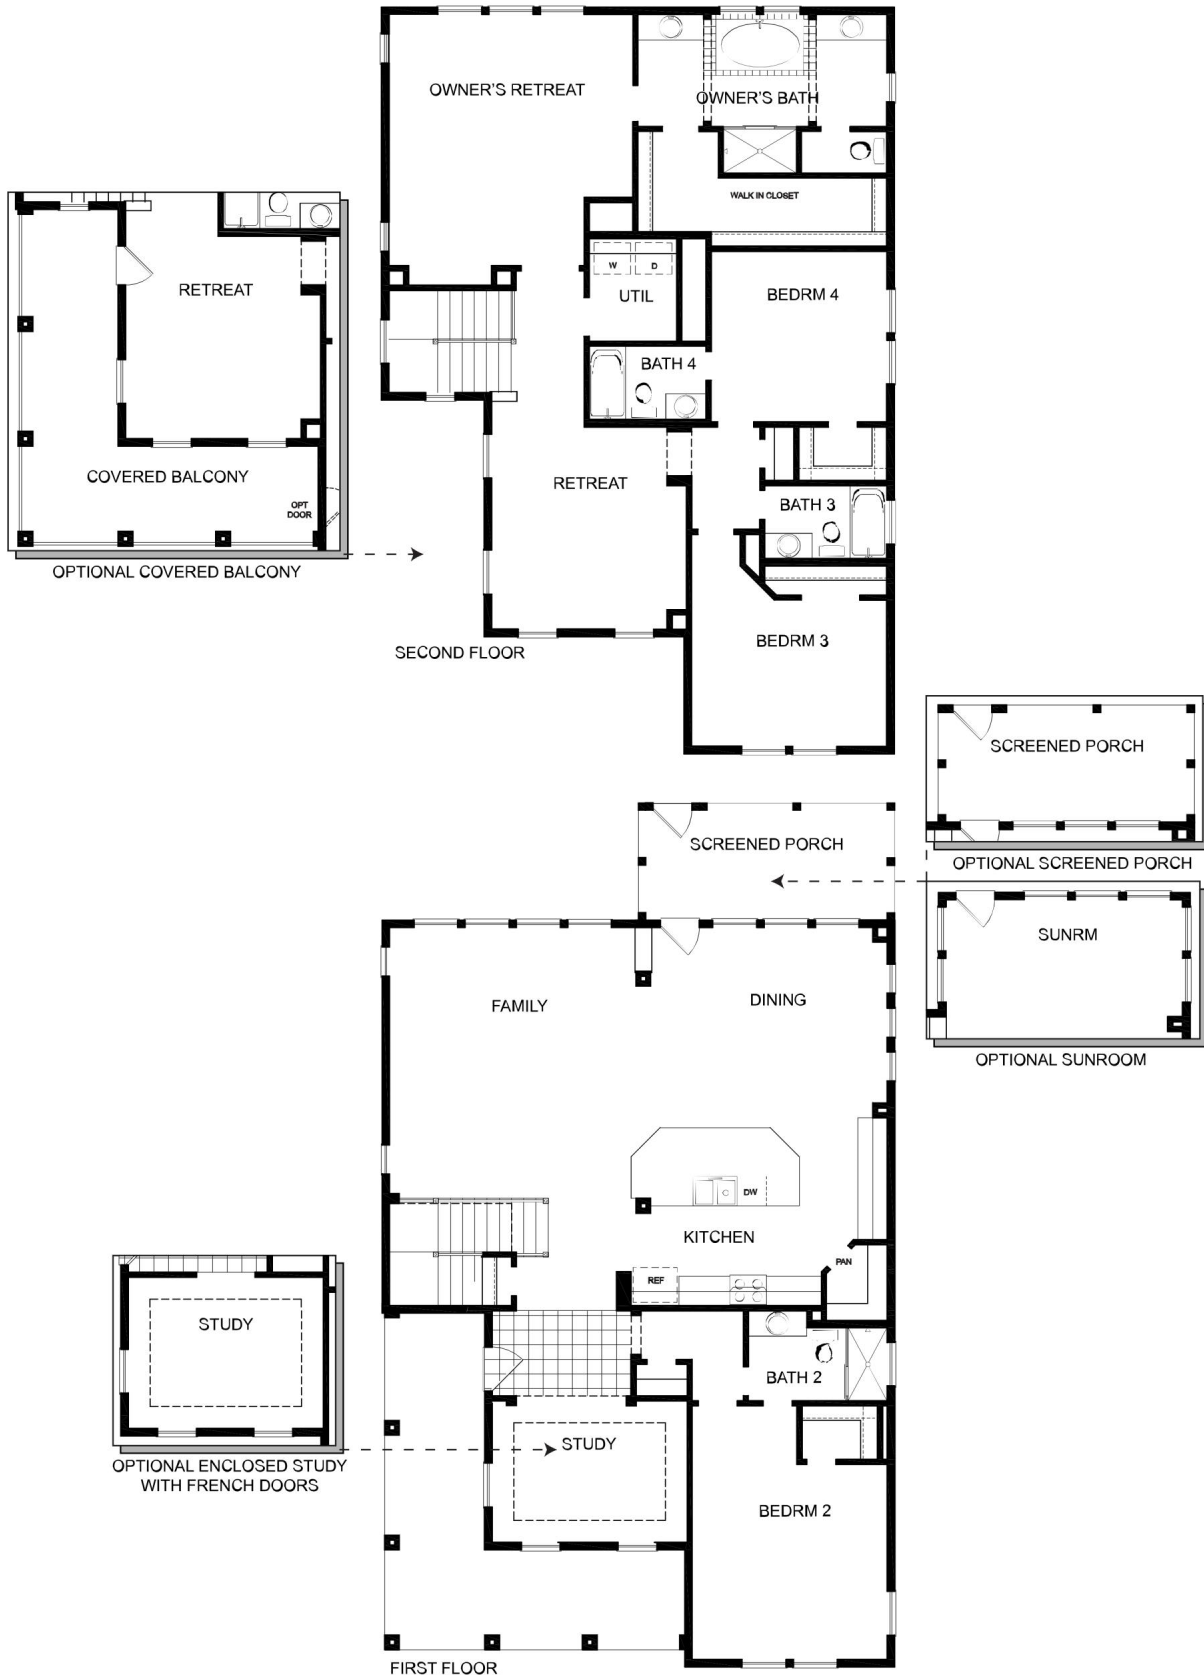 OWNER'S RETREAT
OWNER'S BATH
WALK IN CLOSET
W
D
UTIL
BEDRM 4
BATH 4
RETREAT
BATH 3
BEDRM 3
SECOND FLOOR
RETREAT
COVERED BALCONY
OPT
DOOR
OPTIONAL COVERED BALCONY
SCREENED PORCH
OPTIONAL SCREENED PORCH
SCREENED PORCH
SUNRM
OPTIONAL SUNROOM
FAMILY
DINING
DW
KITCHEN
PAN
REF
STUDY
OPTIONAL ENCLOSED STUDY
WITH FRENCH DOORS
BATH 2
STUDY
BEDRM 2
FIRST FLOOR